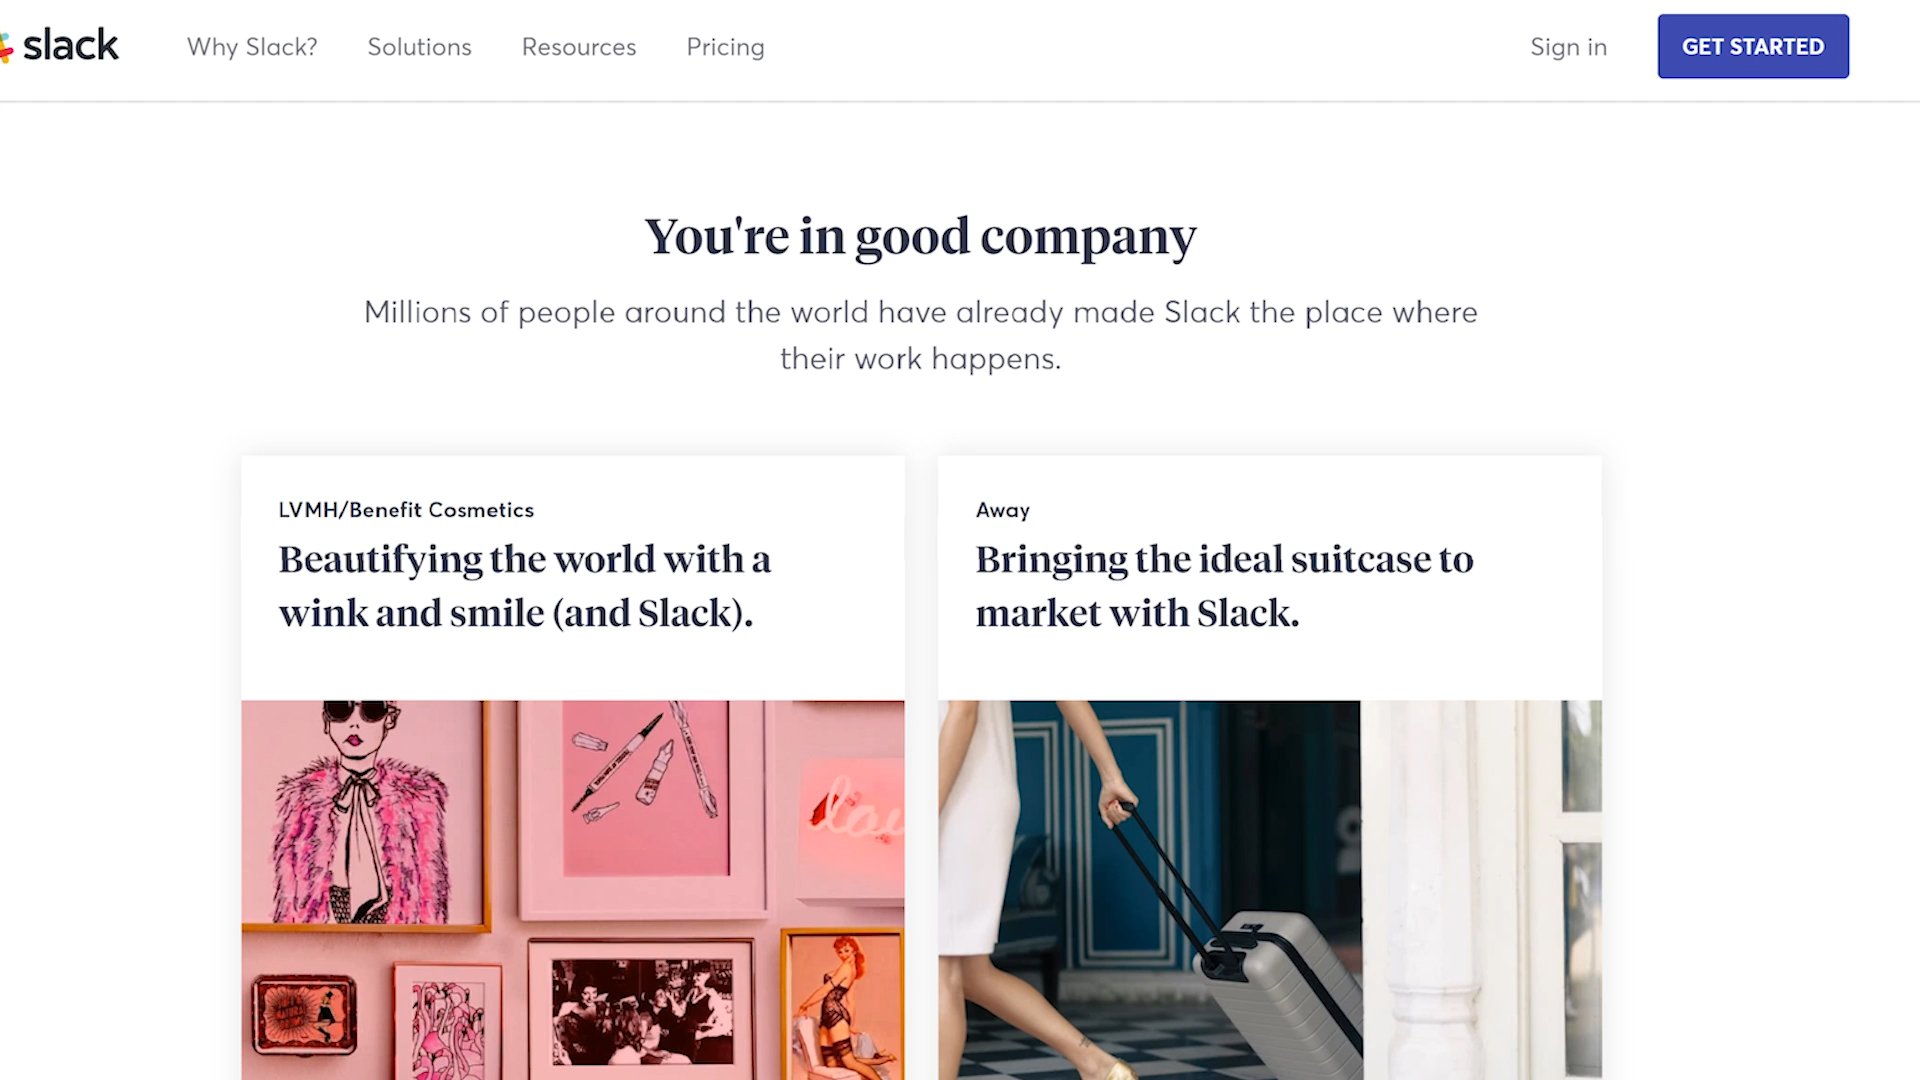 slack
Why Slack?
Solutions
Resources
Pricing
Sign in
GET STARTED
You're in good company
Millions of people around the world have already made Slack the place where
their work happens.
LVMH/Benefit Cosmetics
Beautifying the world with a
wink and smile (and Slack).
Away
Bringing the ideal suitcase to
market with Slack.